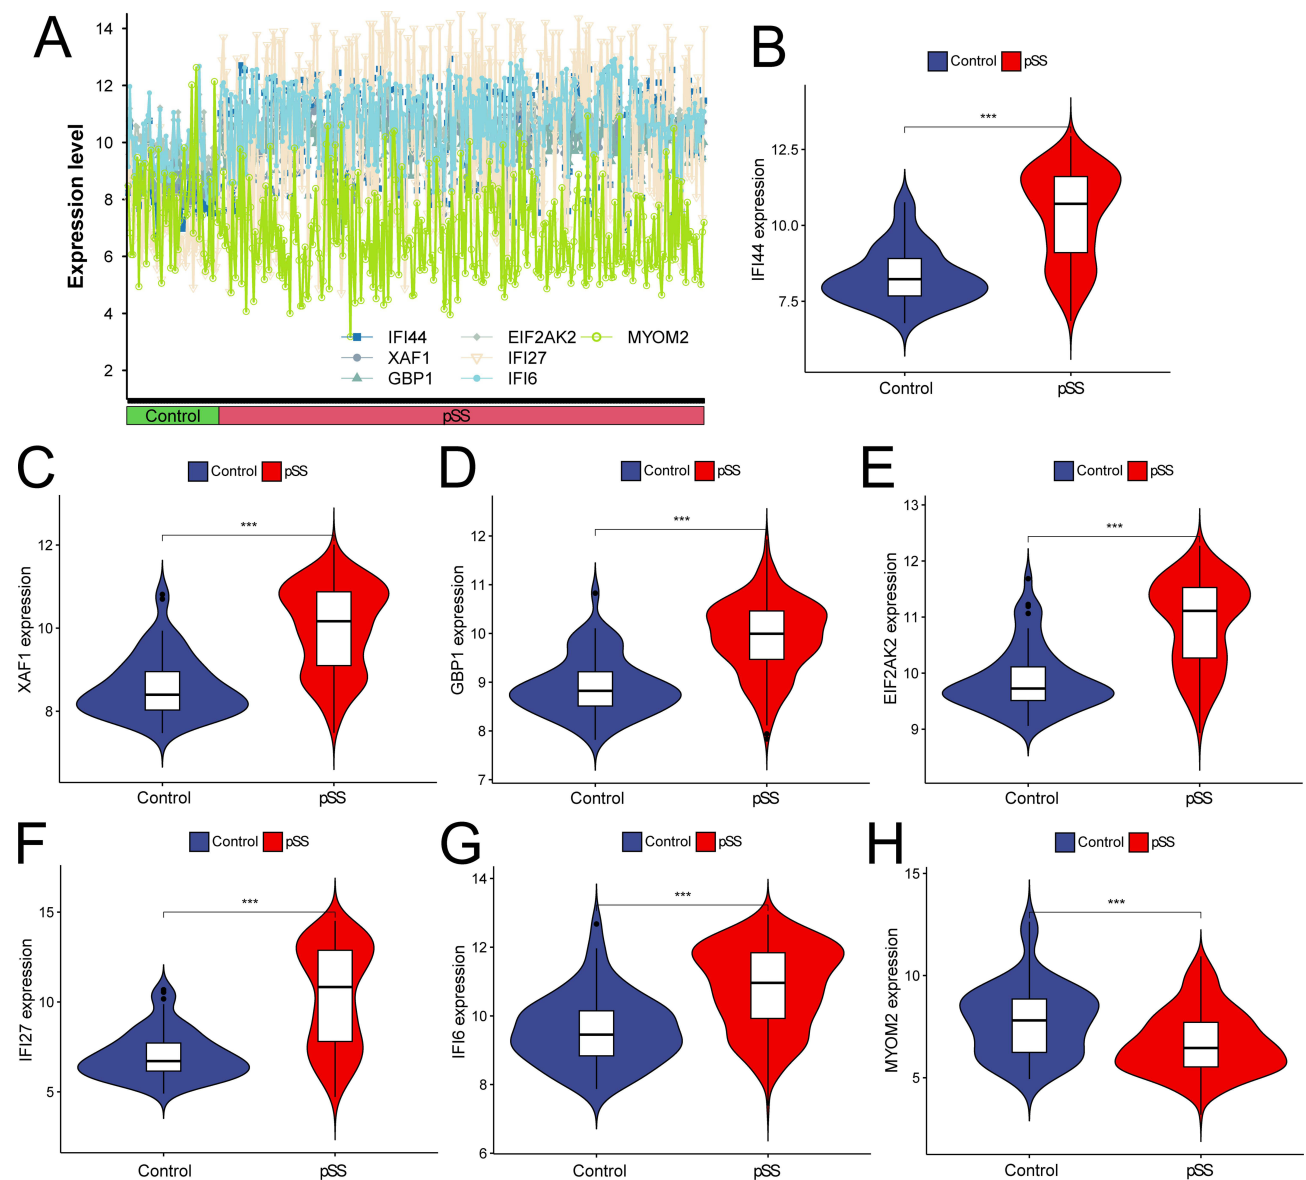 A
14
12
10
8
6
4
2
Expression level
IFI44
EIF2AK2
MYOM2
XAF1
IFI27
GBP1
IFI6
Control
pSS
B
Control
pSS
***
12.5
10.0
7.5
IFI44 expression
Control
pSS
C
Control
pSS
***
12
10
8
XAF1 expression
Control
pSS
D
Control
pSS
***
12
11
10
9
8
7
GBP1 expression
Control
pSS
E
Control
pSS
***
13
12
11
10
9
EIF2AK2 expression
Control
pSS
F
Control
pSS
***
15
10
5
IFI27 expression
Control
pSS
G
Control
pSS
***
14
12
10
8
6
IFI6 expression
Control
pSS
H
Control
pSS
***
15
10
5
MYOM2 expression
Control
pSS